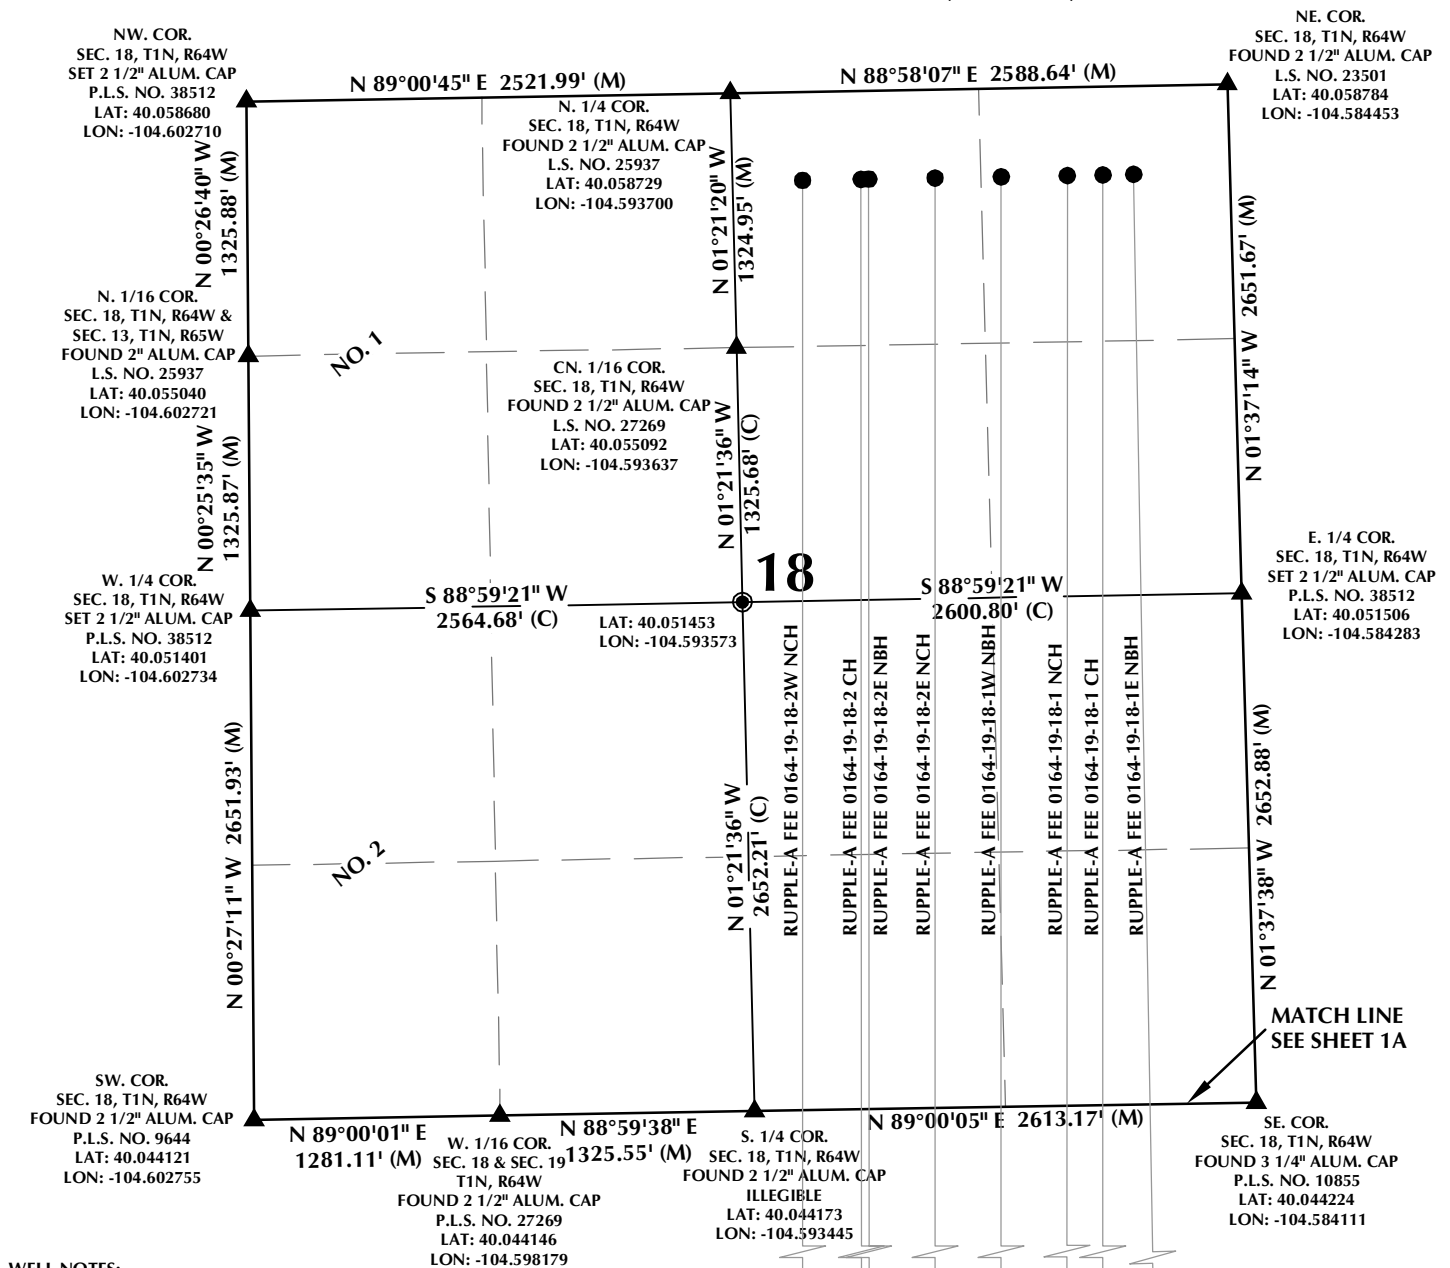 NW. COR.
SEC. 18, T1N, R64W
SET 2 1/2" ALUM. CAP
P.L.S. NO. 38512
LAT: 40.058680
LON: -104.602710
N 89°00'45" E 2521.99' (M)
N. 1/4 COR.
SEC. 18, T1N, R64W
FOUND 2 1/2" ALUM. CAP
L.S. NO. 25937
LAT: 40.058729
LON: -104.593700
N 88°58'07" E 2588.64' (M)
NE. COR.
SEC. 18, T1N, R64W
FOUND 2 1/2" ALUM. CAP
L.S. NO. 23501
LAT: 40.058784
LON: -104.584453
N 00°26'40" W
1325.88' (M)
N 01°21'20" W
1324.95' (M)
N 01°37'14" W 2651.67' (M)
N. 1/16 COR.
SEC. 18, T1N, R64W &
SEC. 13, T1N, R65W
FOUND 2" ALUM. CAP
L.S. NO. 25937
LAT: 40.055040
LON: -104.602721
NO. 1
CN. 1/16 COR.
SEC. 18, T1N, R64W
FOUND 2 1/2" ALUM. CAP
L.S. NO. 27269
LAT: 40.055092
LON: -104.593637
N 00°25'35" W
1325.87' (M)
N 01°21'36" W
1325.68' (C)
W. 1/4 COR.
SEC. 18, T1N, R64W
SET 2 1/2" ALUM. CAP
P.L.S. NO. 38512
LAT: 40.051401
LON: -104.602734
S 88°59'21" W
2564.68' (C)
18
LAT: 40.051453
LON: -104.593573
S 88°59'21" W
2600.80' (C)
E. 1/4 COR.
SEC. 18, T1N, R64W
SET 2 1/2" ALUM. CAP
P.L.S. NO. 38512
LAT: 40.051506
LON: -104.584283
N 00°27'11" W 2651.93' (M)
NO. 2
N 01°21'36" W
2652.21' (C)
RUPPLE-A FEE 0164-19-18-2W NCH
RUPPLE-A FEE 0164-19-18-2 CH
RUPPLE-A FEE 0164-19-18-2E NBH
RUPPLE-A FEE 0164-19-18-2E NCH
RUPPLE-A FEE 0164-19-18-1W NBH
RUPPLE-A FEE 0164-19-18-1 NCH
RUPPLE-A FEE 0164-19-18-1 CH
RUPPLE-A FEE 0164-19-18-1E NBH
N 01°37'38" W 2652.88' (M)
MATCH LINE
SEE SHEET 1A
SW. COR.
SEC. 18, T1N, R64W
FOUND 2 1/2" ALUM. CAP
P.L.S. NO. 9644
LAT: 40.044121
LON: -104.602755
N 89°00'01" E
1281.11' (M)
W. 1/16 COR.
SEC. 18 & SEC. 19
T1N, R64W
FOUND 2 1/2" ALUM. CAP
P.L.S. NO. 27269
LAT: 40.044146
LON: -104.598179
N 88°59'38" E
1325.55' (M)
S. 1/4 COR.
SEC. 18, T1N, R64W
FOUND 2 1/2" ALUM. CAP
ILLEGIBLE
LAT: 40.044173
LON: -104.593445
N 89°00'05" E 2613.17' (M)
SE. COR.
SEC. 18, T1N, R64W
FOUND 3 1/4" ALUM. CAP
P.L.S. NO. 10855
LAT: 40.044224
LON: -104.584111
WELL NOTES: